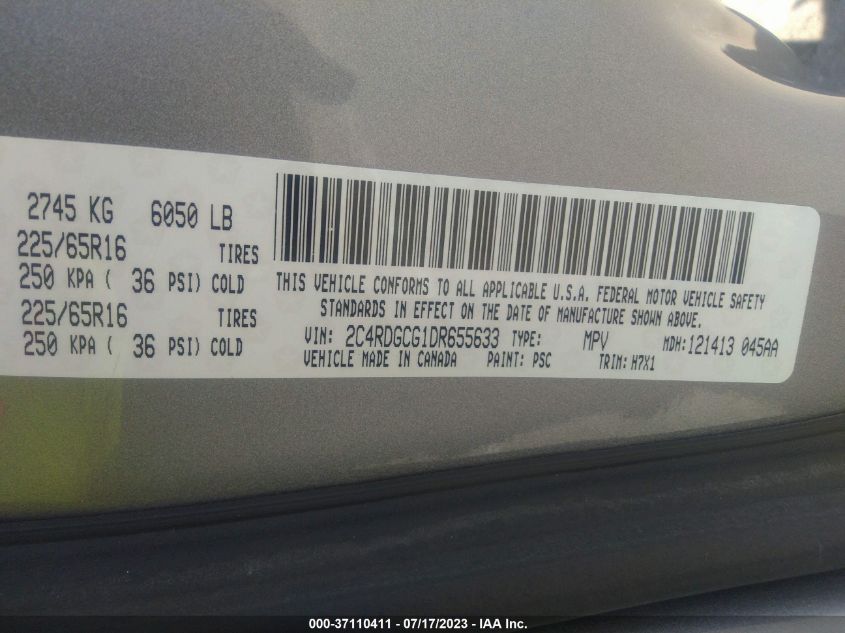 2745 KG 6050 LB
225/65R16 TIRES
250 KPA ( 36 PSI) COLD
225/65R16 TIRES
250 KPA ( 36 PSI) COLD
THIS VEHICLE CONFORMS TO ALL APPLICABLE U.S.A. FEDERAL MOTOR VEHICLE SAFETY
STANDARDS IN EFFECT ON THE DATE OF MANUFACTURE SHOWN ABOVE.
VIN: 2C4RDGCG1DR655633 TYPE: MPV MDH: 121413 045AA
VEHICLE MADE IN CANADA PAINT: PSC TRIM: H7X1
000-37110411 - 07/17/2023 - IAA Inc.